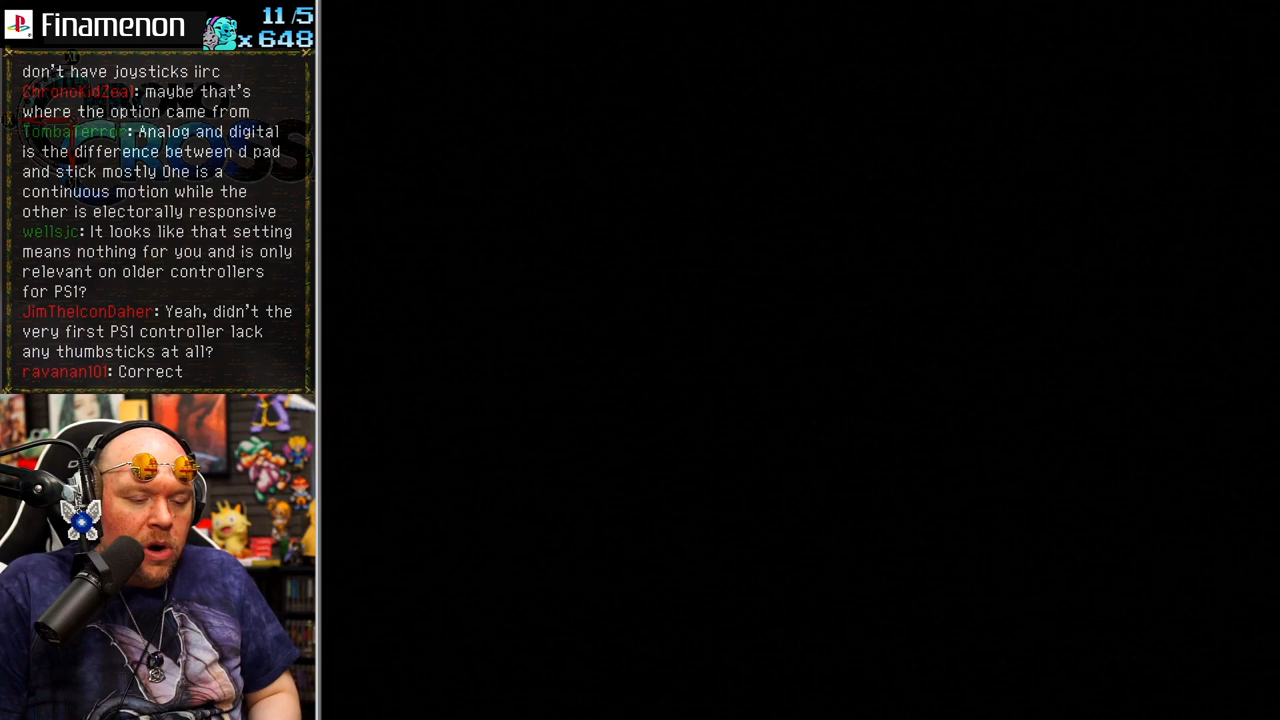 Finamenon
11/5
x 648
don't have joysticks iirc
ChronoKidZeal: maybe that's
where the option came from
TombaTerror: Analog and digital
is the difference between d pad
and stick mostly One is a
continuous motion while the
other is electorally responsive
wellsjc: It looks like that setting
means nothing for you and is only
relevant on older controllers
for PS1?
JimTheIconDaher: Yeah, didn't the
very first PS1 controller lack
any thumbsticks at all?
ravanan101: Correct
CROSS